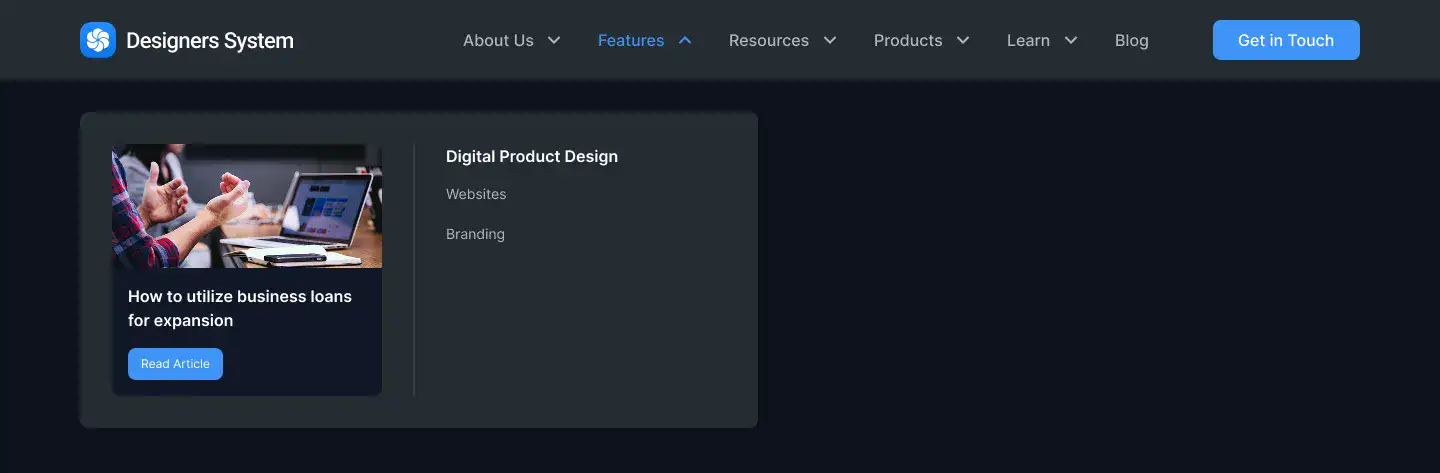 Designers System
About Us
Features
Resources
Products
Learn
Blog
Get in Touch
How to utilize business loans
for expansion
Read Article
Digital Product Design
Websites
Branding